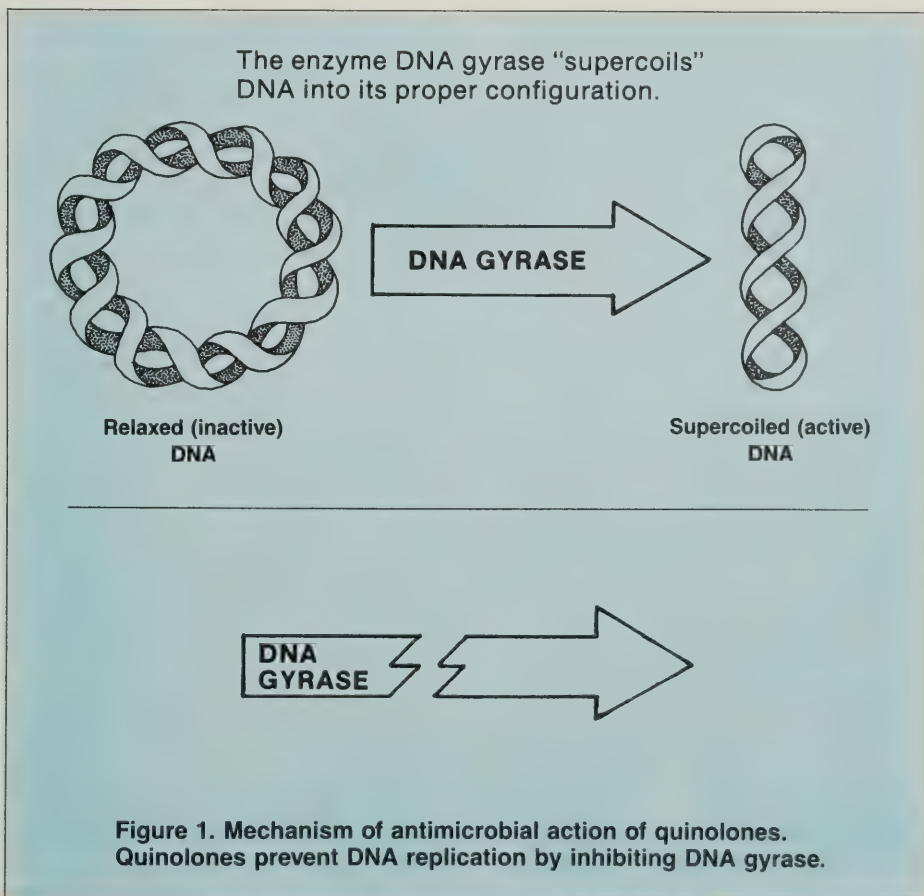 The enzyme DNA gyrase “supercoils”
DNA into its proper configuration.
DNA GYRASE
Relaxed (inactive)
DNA
Supercoiled (active)
DNA
DNA
GYRASE
Figure 1. Mechanism of antimicrobial action of quinolones.
Quinolones prevent DNA replication by inhibiting DNA gyrase.